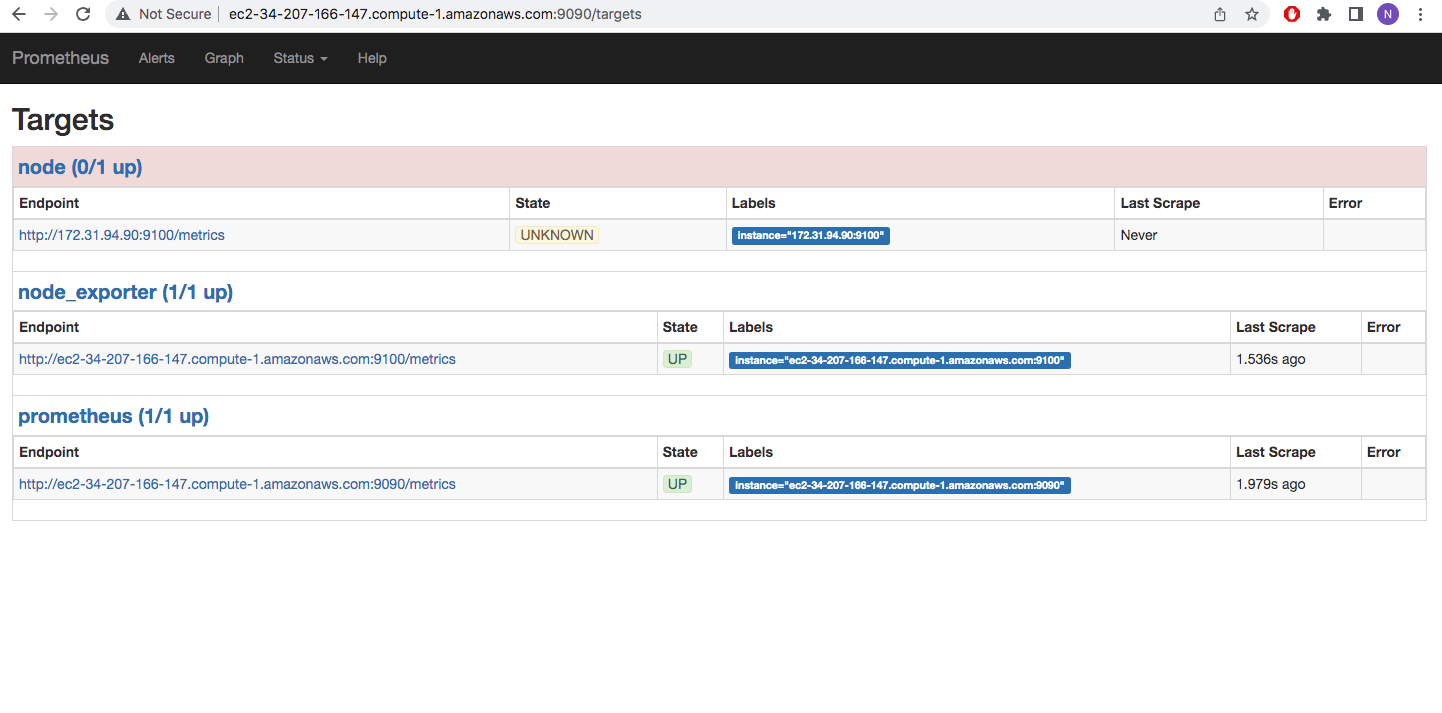 Not Secure ec2-34-207-166-147.compute-1.amazonaws.com:9090/targets N
Prometheus Alerts Graph Status Help
Targets
node (0/1 up)
Endpoint State Labels Last Scrape Error
http://172.31.94.90:9100/metrics UNKNOWN instance="172.31.94.90:9100" Never
node_exporter (1/1 up)
Endpoint State Labels Last Scrape Error
http://ec2-34-207-166-147.compute-1.amazonaws.com:9100/metrics UP instance="ec2-34-207-166-147.compute-1.amazonaws.com:9100" 1.536s ago
prometheus (1/1 up)
Endpoint State Labels Last Scrape Error
http://ec2-34-207-166-147.compute-1.amazonaws.com:9090/metrics UP instance="ec2-34-207-166-147.compute-1.amazonaws.com:9090" 1.979s ago